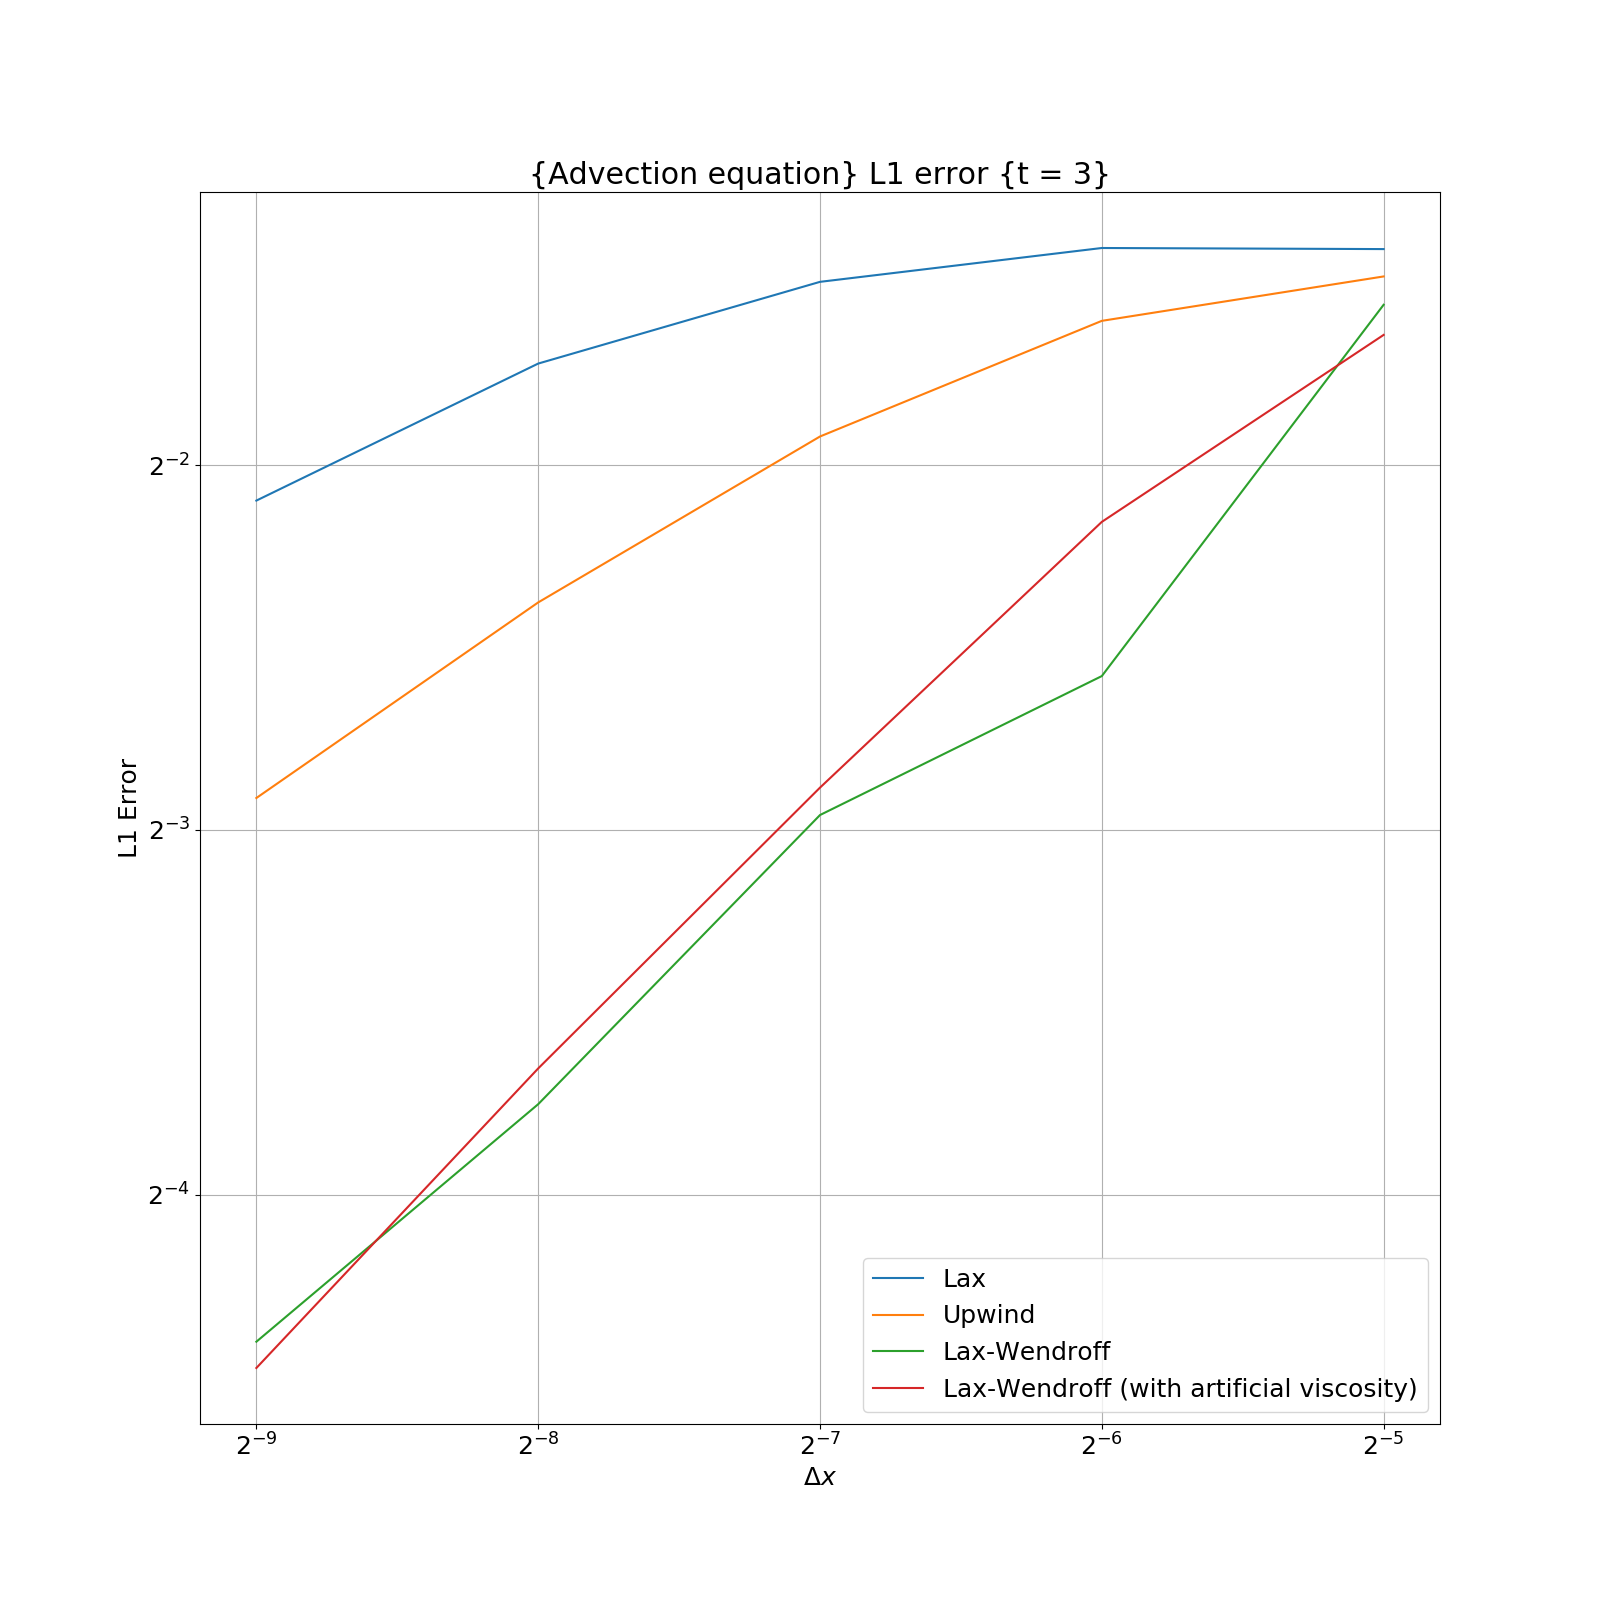 {Advection equation} L1 error {t = 3}
L1 Error
2⁻²
2⁻³
2⁻⁴
2⁻⁹ 2⁻⁸ 2⁻⁷ 2⁻⁶ 2⁻⁵
Δx
Lax
Upwind
Lax-Wendroff
Lax-Wendroff (with artificial viscosity)